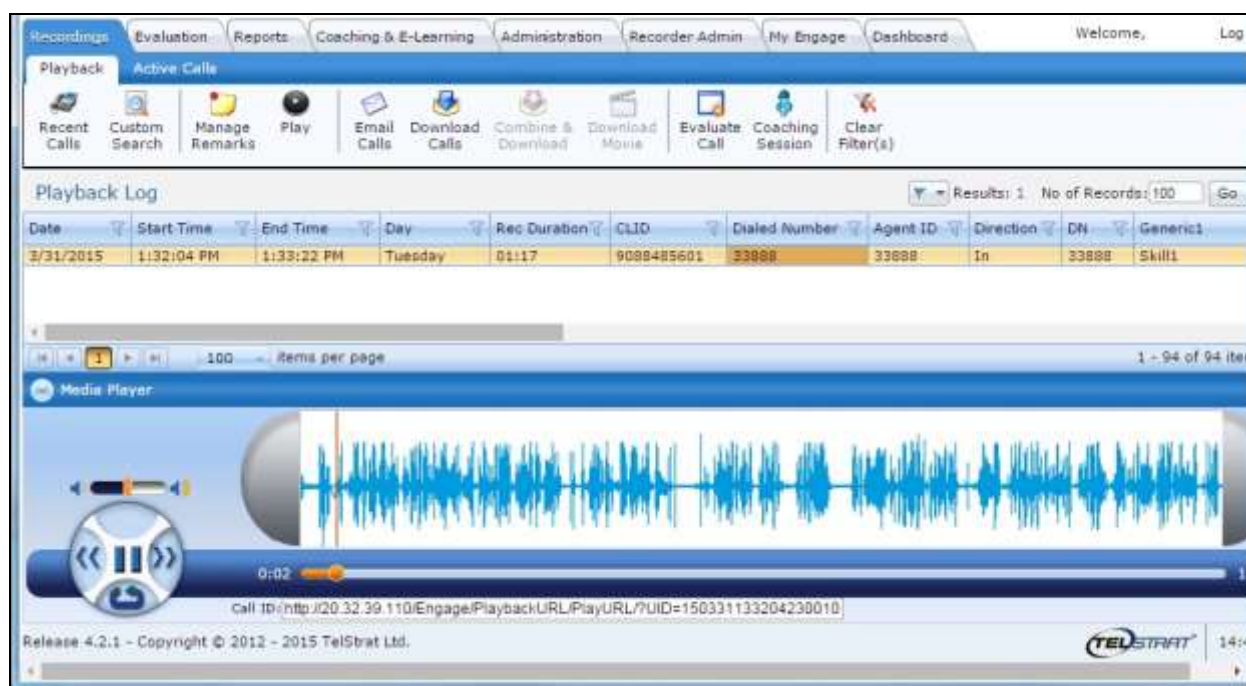 Recordings Evaluation Reports Coaching & E-Learning Administration Recorder Admin My Engage Dashboard Welcome, Log
Playback Active Calls
Recent Calls Custom Search Manage Remarks Play Email Calls Download Calls Combine & Download Download Movie Evaluate Call Coaching Session Clear Filter(s)
Playback Log Results: 1 No of Records: 100 Go
Date Start Time End Time Day Rec Duration CLID Dialed Number Agent ID Direction DN Generic1
3/31/2015 1:32:04 PM 1:33:22 PM Tuesday 01:17 9088485601 33888 33888 In 33888 Skill1
1 100 items per page 1 - 94 of 94 ite
Media Player
0:02 1
Call ID: http://20.32.39.110/Engage/PlaybackURL/PlayURL/?UID=150331133204230010
Release 4.2.1 - Copyright © 2012 - 2015 TelStrat Ltd. TELSTRAT 14: